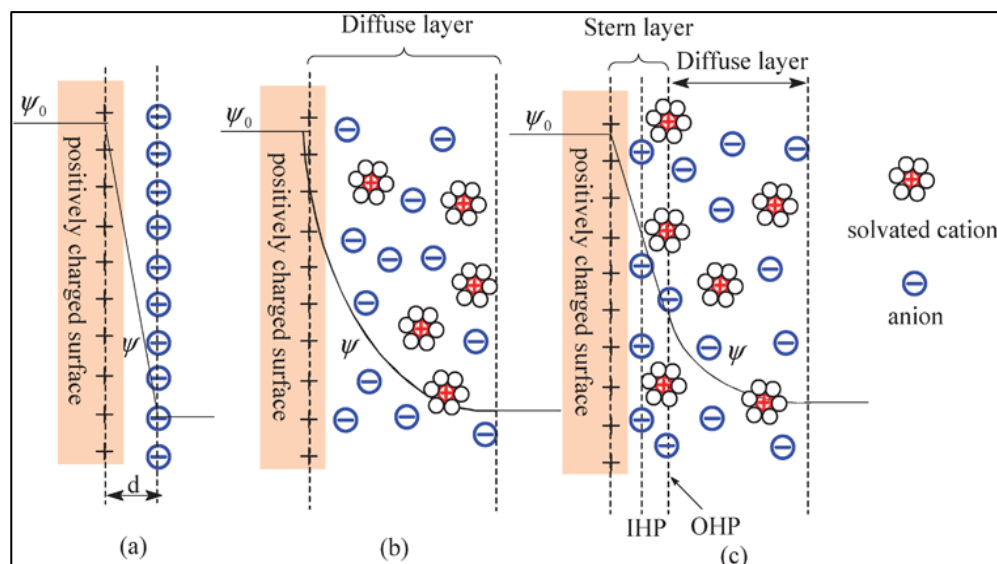 Diffuse layer
Stern layer
Diffuse layer
ψ₀
ψ₀
ψ₀
positively charged surface
positively charged surface
positively charged surface
solvated cation
anion
ψ
ψ
ψ
d
IHP
OHP
(a)
(b)
(c)